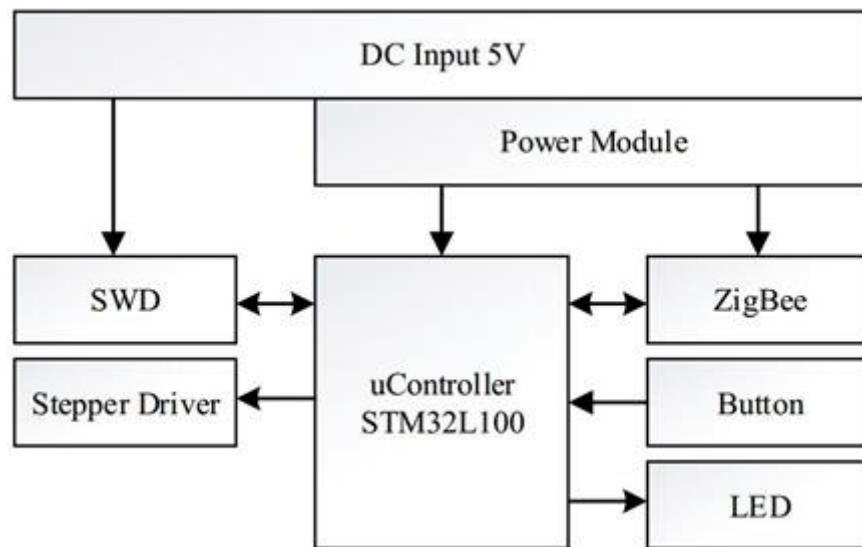 DC Input 5V
Power Module
SWD
ZigBee
Stepper Driver
uController
STM32L100
Button
LED